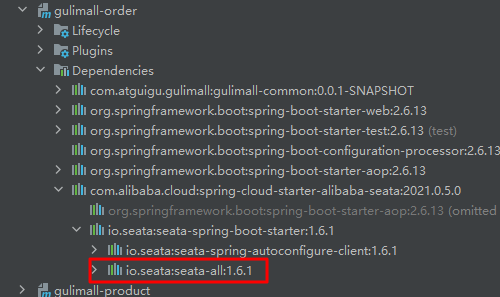 gulimall-order
Lifecycle
Plugins
Dependencies
com.atguigu.gulimall:gulimall-common:0.0.1-SNAPSHOT
org.springframework.boot:spring-boot-starter-web:2.6.13
org.springframework.boot:spring-boot-starter-test:2.6.13 (test)
org.springframework.boot:spring-boot-configuration-processor:2.6.13
org.springframework.boot:spring-boot-starter-aop:2.6.13
com.alibaba.cloud:spring-cloud-starter-alibaba-seata:2021.0.5.0
org.springframework.boot:spring-boot-starter-aop:2.6.13 (omitted
io.seata:seata-spring-boot-starter:1.6.1
io.seata:seata-spring-autoconfigure-client:1.6.1
io.seata:seata-all:1.6.1
gulimall-product